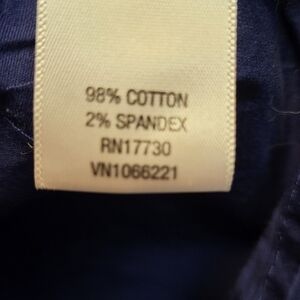 98% COTTON
2% SPANDEX
RN17730
VN1066221